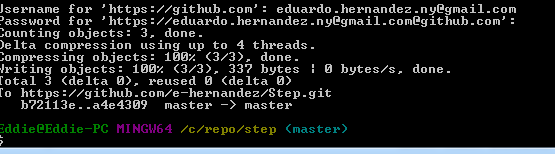 Username for 'https://github.com': eduardo.hernandez.ny@gmail.com
Password for 'https://eduardo.hernandez.ny@gmail.com@github.com':
Counting objects: 3, done.
Delta compression using up to 4 threads.
Compressing objects: 100% (3/3), done.
Writing objects: 100% (3/3), 337 bytes | 0 bytes/s, done.
Total 3 (delta 0), reused 0 (delta 0)
To https://github.com/e-hernandez/Step.git
b72113e..a4e4309 master -> master
Eddie@Eddie-PC MINGW64 /c/repo/step (master)
$